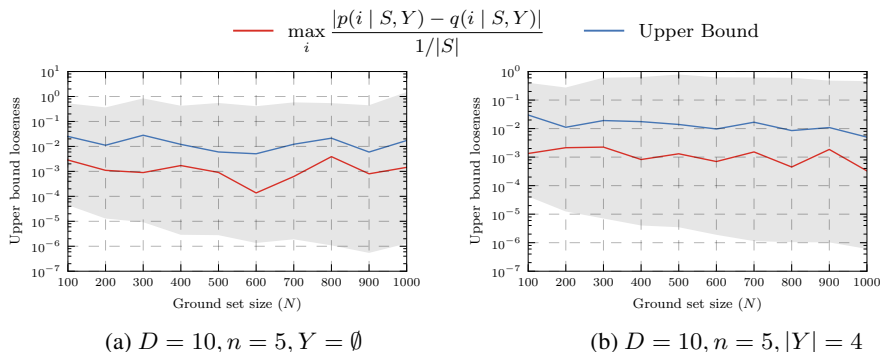 max_i |p(i | S, Y) − q(i | S, Y)| / 1/|S|
Upper Bound
Upper bound looseness
10^1
10^0
10^−1
10^−2
10^−3
10^−4
10^−5
10^−6
10^−7
100 200 300 400 500 600 700 800 900 1000
Ground set size (N)
(a) D = 10, n = 5, Y = ∅
Upper bound looseness
10^0
10^−1
10^−2
10^−3
10^−4
10^−5
10^−6
10^−7
100 200 300 400 500 600 700 800 900 1000
Ground set size (N)
(b) D = 10, n = 5, |Y| = 4